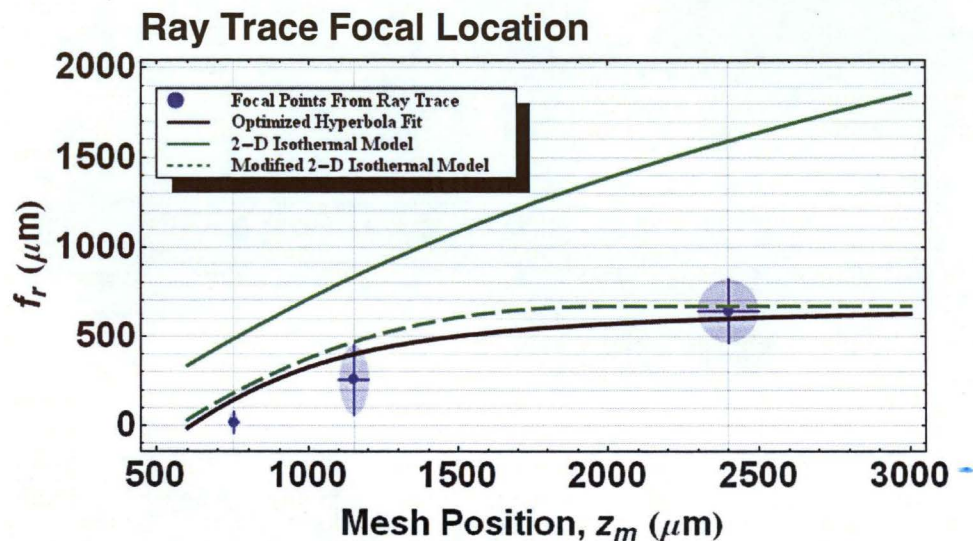 Ray Trace Focal Location
2000
1500
1000
500
0
f_r (μm)
Focal Points From Ray Trace
Optimized Hyperbola Fit
2-D Isothermal Model
Modified 2-D Isothermal Model
500 1000 1500 2000 2500 3000
Mesh Position, z_m (μm)